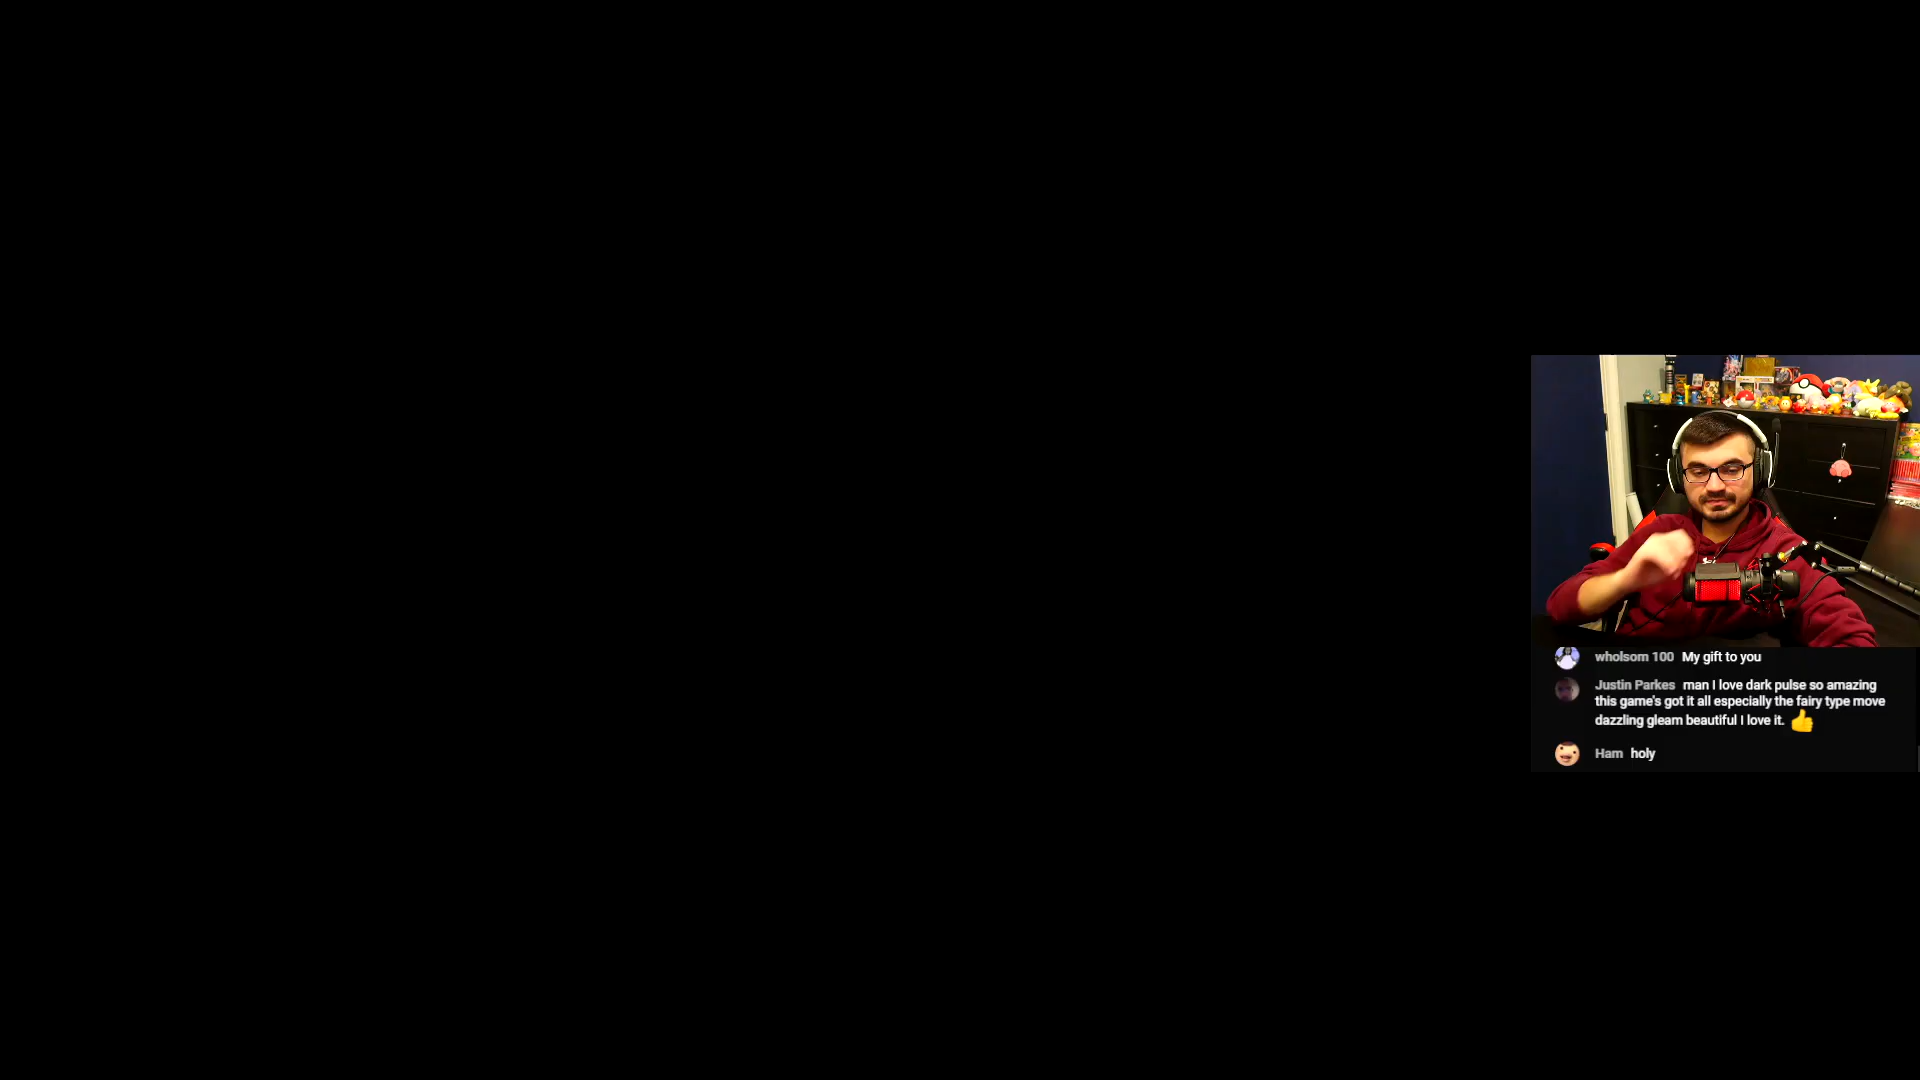 wholsom 100 My gift to you
Justin Parkes man I love dark pulse so amazing
this game's got it all especially the fairy type move
dazzling gleam beautiful I love it. 👍
Ham holy